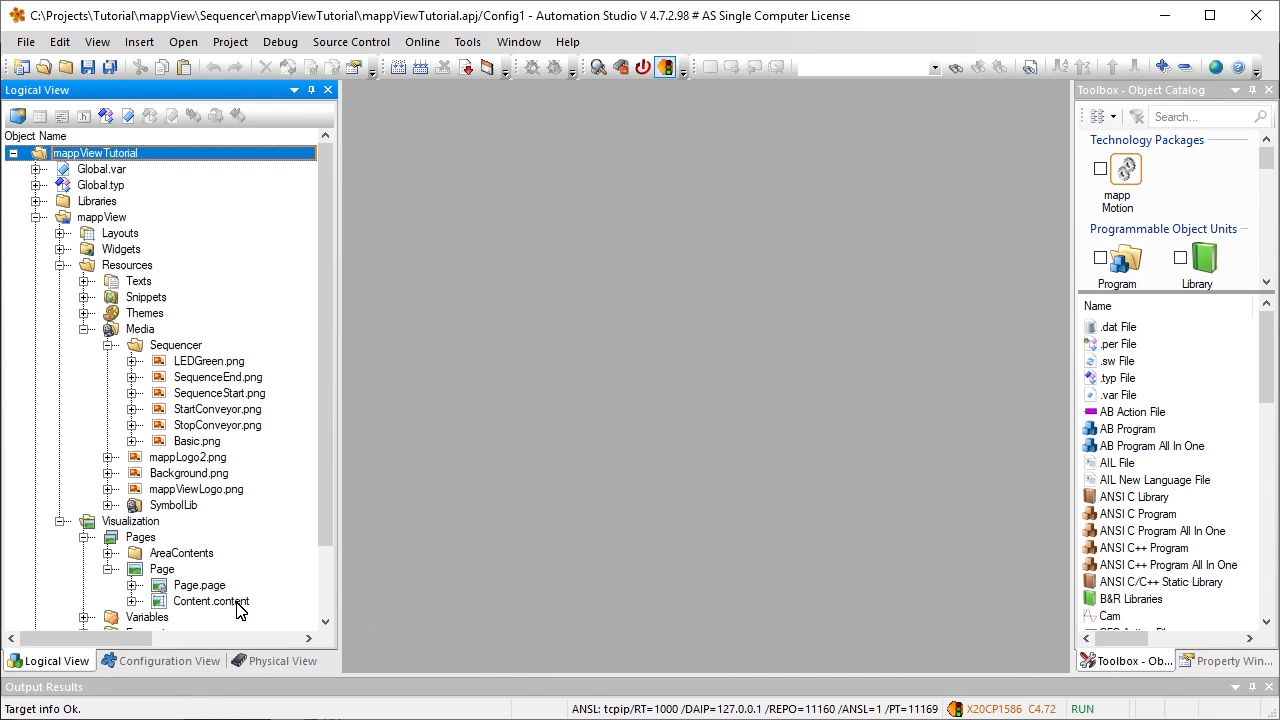 C:\Projects\Tutorial\mappView\Sequencer\mappViewTutorial\mappViewTutorial.apj/Config1 - Automation Studio V 4.7.2.98 # AS Single Computer License
File Edit View Insert Open Project Debug Source Control Online Tools Window Help
Logical View
Object Name
mappViewTutorial
Global.var
Global.typ
Libraries
mappView
Layouts
Widgets
Resources
Texts
Snippets
Themes
Media
Sequencer
LEDGreen.png
SequenceEnd.png
SequenceStart.png
StartConveyor.png
StopConveyor.png
Basic.png
mappLogo2.png
Background.png
mappViewLogo.png
SymbolLib
Visualization
Pages
AreaContents
Page
Page.page
Content.content
Variables
Logical View Configuration View Physical View
Toolbox - Object Catalog
Search...
Technology Packages
mapp
Motion
Programmable Object Units
Program Library
Name
.dat File
.per File
.sw File
.typ File
.var File
AB Action File
AB Program
AB Program All In One
AIL File
AIL New Language File
ANSI C Library
ANSI C Program
ANSI C Program All In One
ANSI C++ Program
ANSI C++ Program All In One
ANSI C/C++ Static Library
B&R Libraries
Cam
Toolbox - Ob... Property Win...
Output Results
Target info Ok. ANSL: tcpip/RT=1000 /DAIP=127.0.0.1 /REPO=11160 /ANSL=1 /PT=11169 X20CP1586 C4.72 RUN